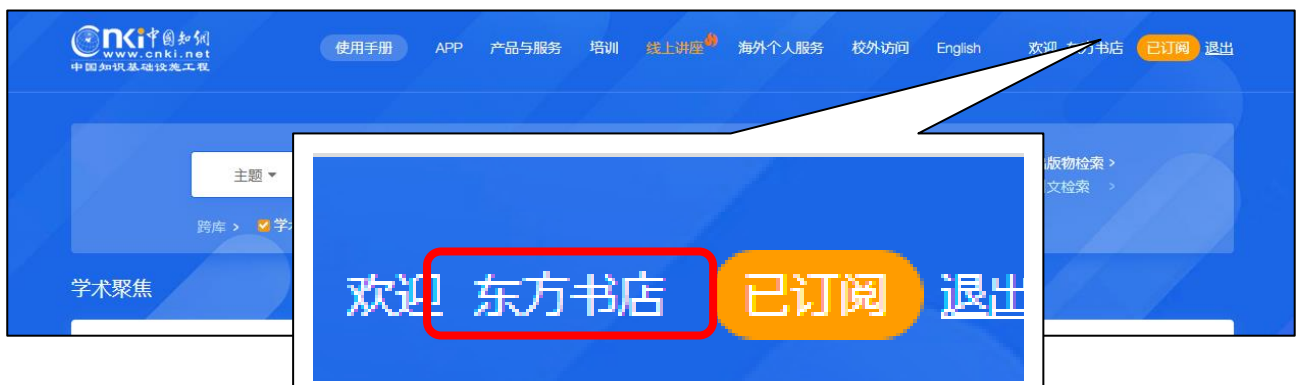 cnki中国知网
www.cnki.net
中国知识基础设施工程
使用手册 APP 产品与服务 培训 线上讲座 海外个人服务 校外访问 English 欢迎 东方书店 已订阅 退出
主题
版物检索 >
文检索 >
跨库 > 学术
学术聚焦
欢迎 东方书店 已订阅 退出